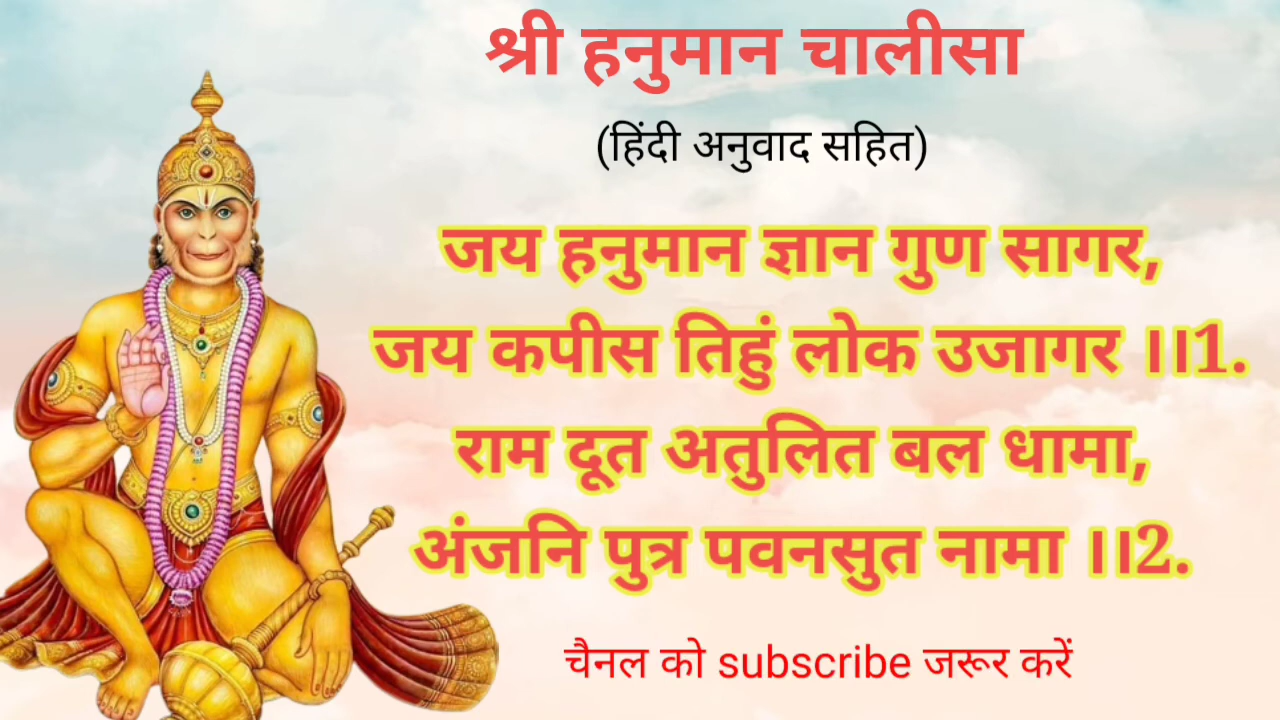 श्री हनुमान चालीसा
(हिंदी अनुवाद सहित)
जय हनुमान ज्ञान गुण सागर,
जय कपीस तिहुं लोक उजागर ।।1.
राम दूत अतुलित बल धामा,
अंजनि पुत्र पवनसुत नामा ।।2.
चैनल को subscribe जरूर करें